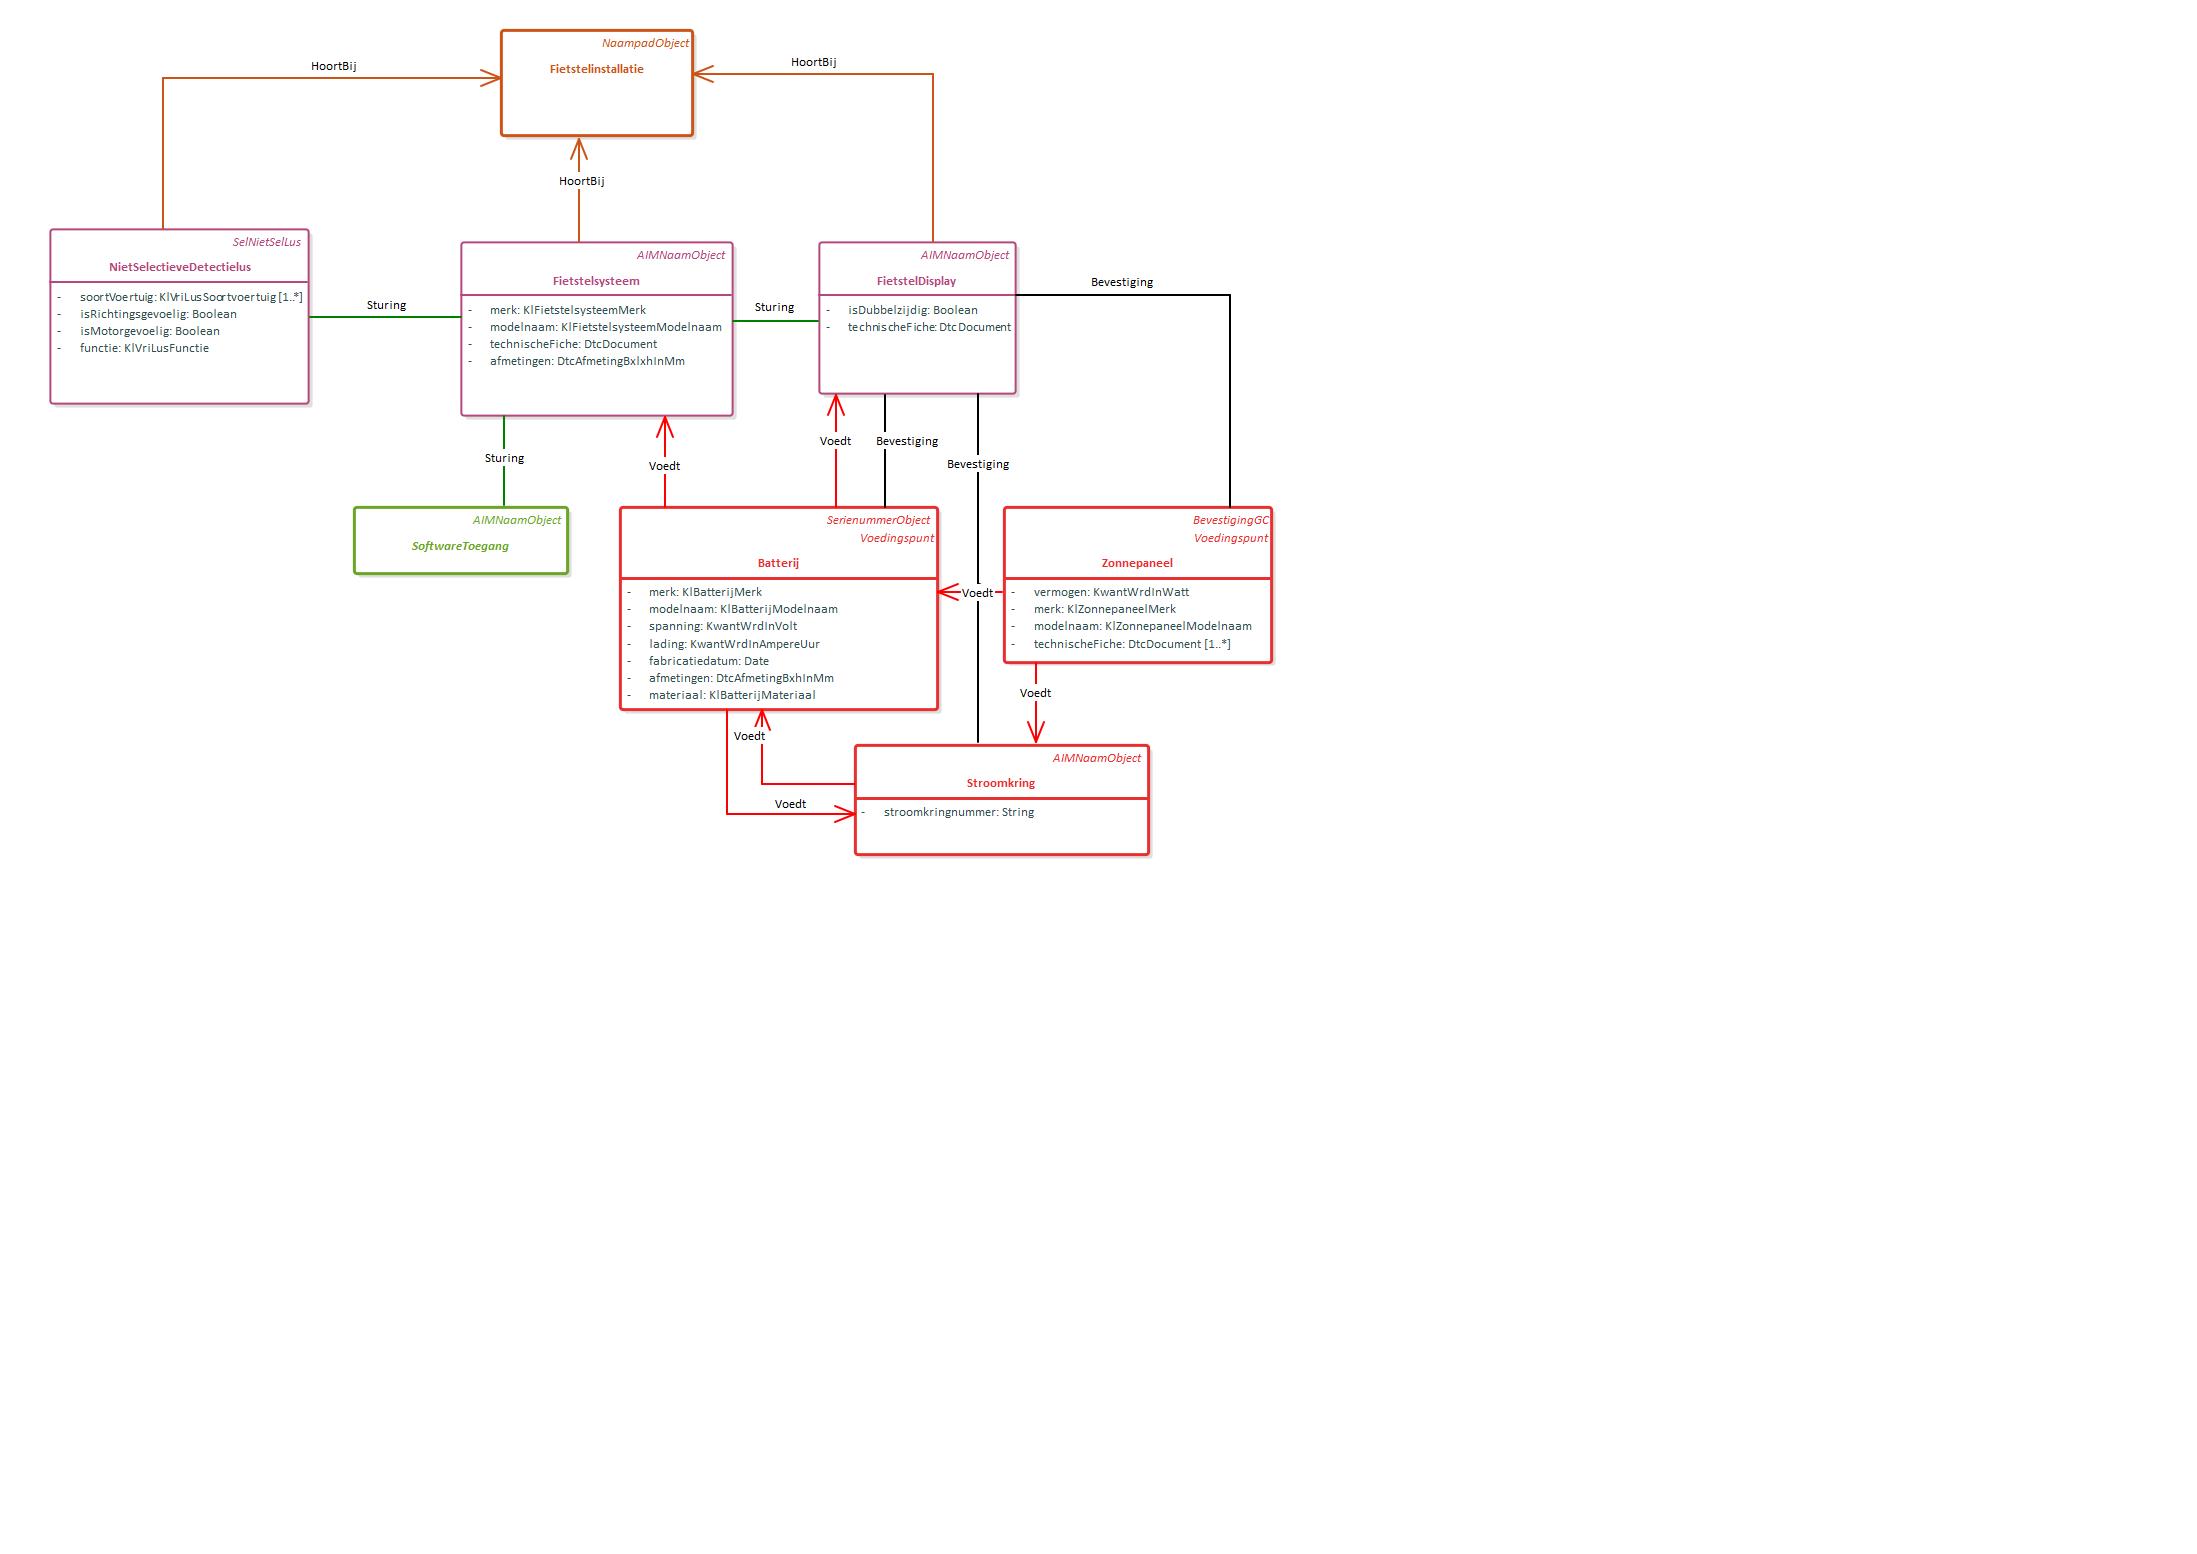 NaampadObject
Fietstelinstallatie
HoortBij
HoortBij
HoortBij
SelNietSelLus
NietSelectieveDetectielus
- soortVoertuig: KlVriLusSoortvoertuig [1..*]
- isRichtingsgevoelig: Boolean
- isMotorgevoelig: Boolean
- functie: KlVriLusFunctie
Sturing
AIMNaamObject
Fietstelsysteem
- merk: KlFietstelsysteemMerk
- modelnaam: KlFietstelsysteemModelnaam
- technischeFiche: DtcDocument
- afmetingen: DtcAfmetingBxlxhInMm
Sturing
AIMNaamObject
FietstelDisplay
- isDubbelzijdig: Boolean
- technischeFiche: DtcDocument
Bevestiging
Sturing
Voedt
Voedt
Bevestiging
Bevestiging
AIMNaamObject
SoftwareToegang
SerienummerObject
Voedingspunt
Batterij
- merk: KlBatterijMerk
- modelnaam: KlBatterijModelnaam
- spanning: KwantWrdInVolt
- lading: KwantWrdInAmpereUur
- fabricatiedatum: Date
- afmetingen: DtcAfmetingBxhInMm
- materiaal: KlBatterijMateriaal
Voedt
BevestigingGC
Voedingspunt
Zonnepaneel
- vermogen: KwantWrdInWatt
- merk: KlZonnepaneelMerk
- modelnaam: KlZonnepaneelModelnaam
- technischeFiche: DtcDocument [1..*]
Voedt
Voedt
Voedt
AIMNaamObject
Stroomkring
- stroomkringnummer: String